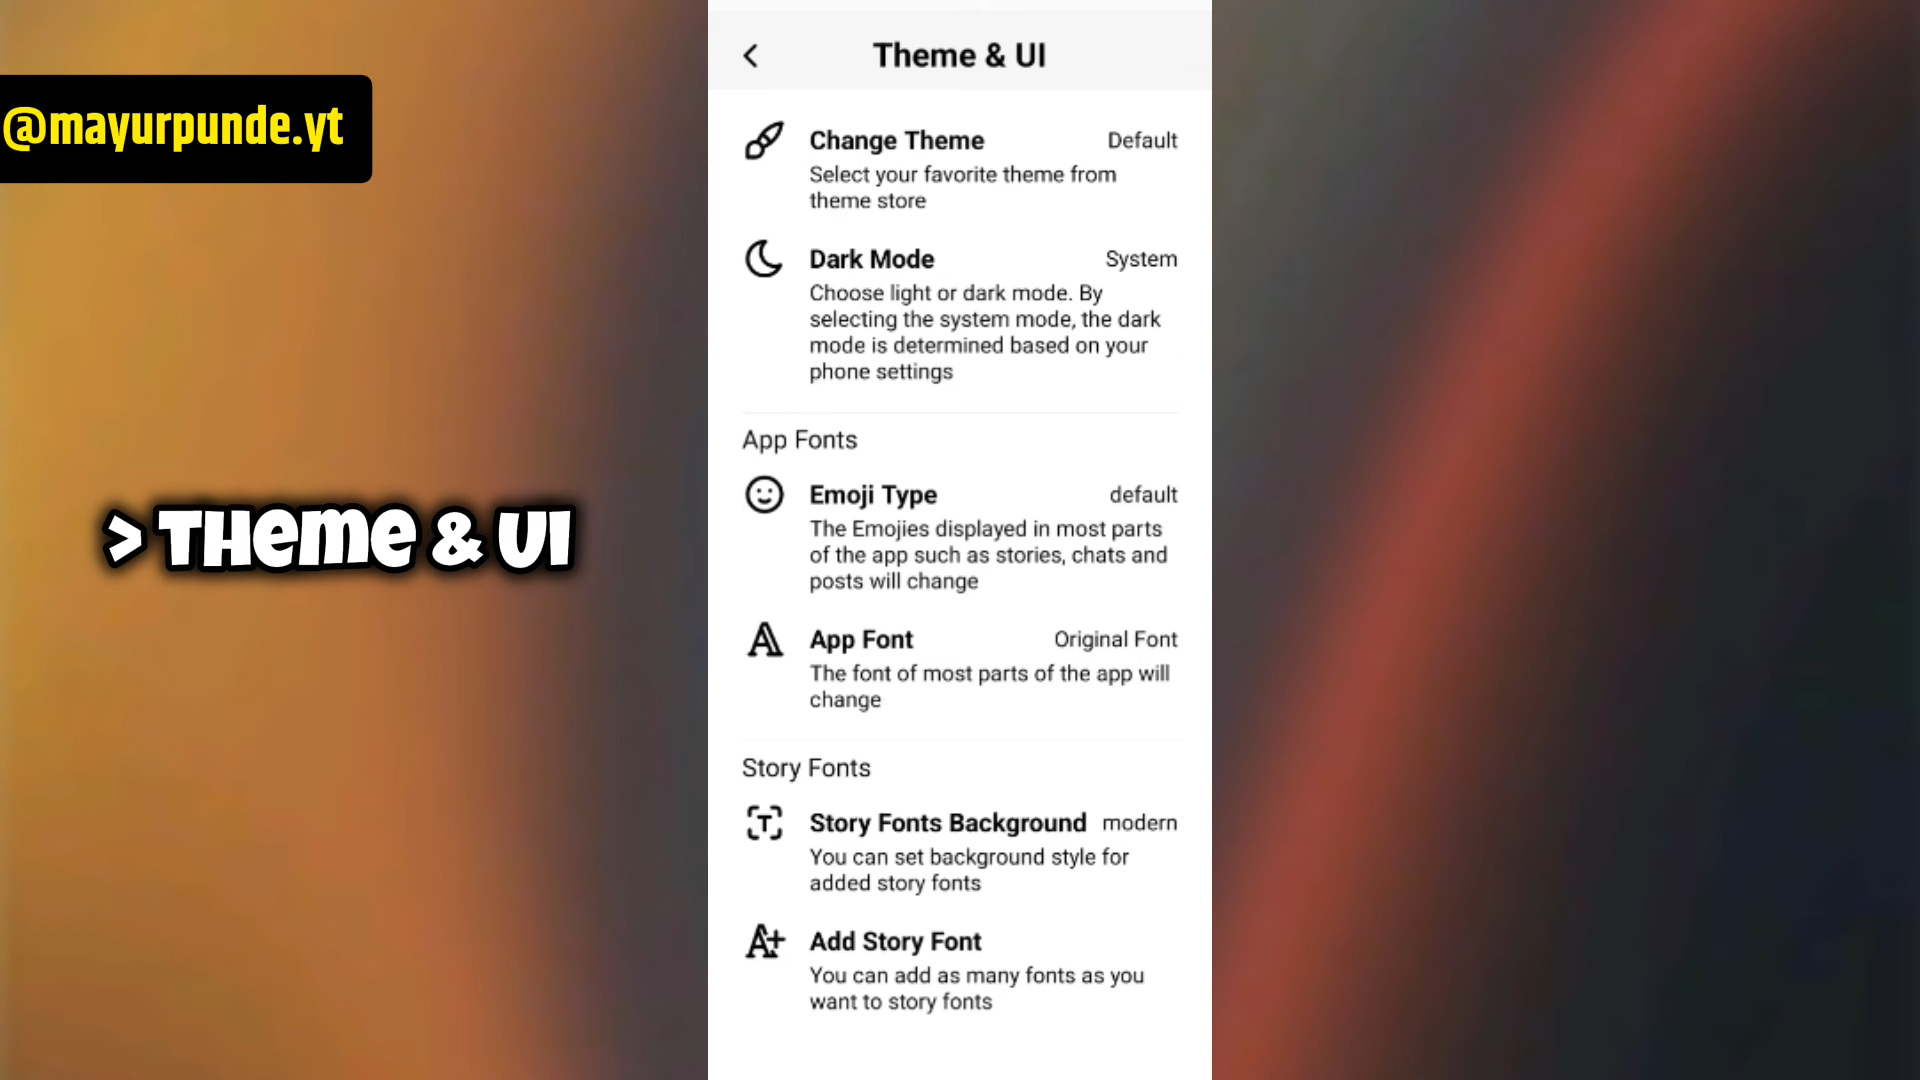 @mayurpunde.yt
> THeme & UI
Theme & UI
Change Theme Default
Select your favorite theme from
theme store
Dark Mode System
Choose light or dark mode. By
selecting the system mode, the dark
mode is determined based on your
phone settings
App Fonts
Emoji Type default
The Emojies displayed in most parts
of the app such as stories, chats and
posts will change
App Font Original Font
The font of most parts of the app will
change
Story Fonts
Story Fonts Background modern
You can set background style for
added story fonts
Add Story Font
You can add as many fonts as you
want to story fonts